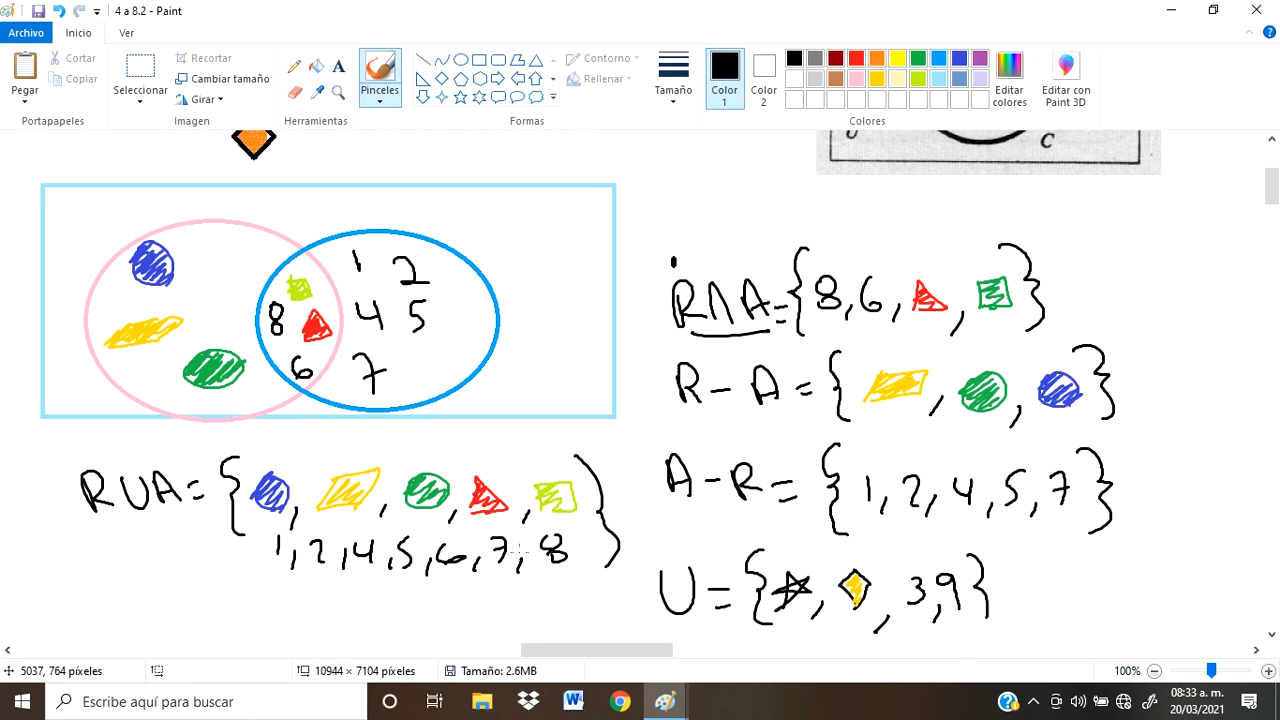 4 a 8.2 - Paint
Archivo Inicio Ver
Pegar
Cortar
Copiar
Portapapeles
Seleccionar
Recortar
Cambiar tamaño
Girar
Imagen
Herramientas
Pinceles
Contorno
Rellenar
Formas
Tamaño
Color 1
Color 2
Editar colores
Editar con Paint 3D
Colores
C
8 6 1 2 4 5 7
R∩A={8,6, , }
R-A={ , , }
A-R={1,2,4,5,7}
RUA={ , , , , 
1,2,4,5,6,7,8}
U={ , , 3,9}
5037, 764 píxeles
10944 × 7104 píxeles
Tamaño: 2.6MB
100%
Escribe aquí para buscar
08:33 a. m.
20/03/2021